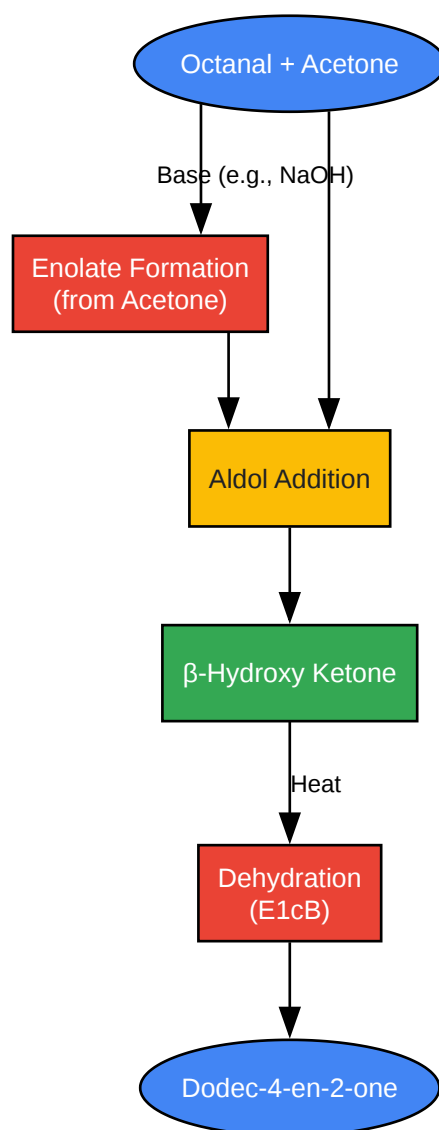 Octanal + Acetone
Base (e.g., NaOH)
Enolate Formation
(from Acetone)
Aldol Addition
β-Hydroxy Ketone
Heat
Dehydration
(E1cB)
Dodec-4-en-2-one